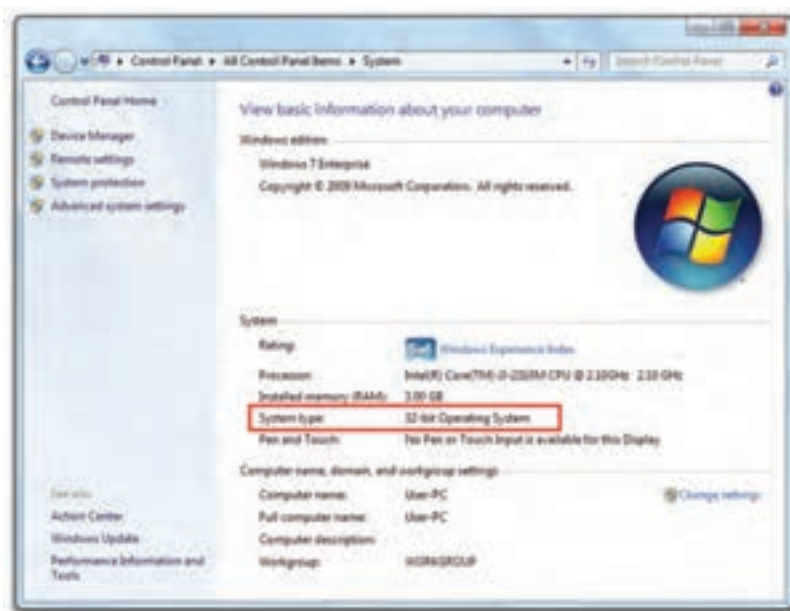 Control Panel ▸ All Control Panel Items ▸ System
Search Control Panel
Control Panel Home
Device Manager
Remote settings
System protection
Advanced system settings
View basic information about your computer
Windows edition
Windows 7 Enterprise
Copyright © 2009 Microsoft Corporation. All rights reserved.
System
Rating:
Windows Experience Index
Processor:
Intel(R) Core(TM) CPU @ 2.10GHz 2.10 GHz
Installed memory (RAM):
3.00 GB
System type:
32-bit Operating System
Pen and Touch:
No Pen or Touch Input is available for this Display
Computer name, domain, and workgroup settings
Computer name:
User-PC
Change settings
Full computer name:
User-PC
Computer description:
Workgroup:
WORKGROUP
See also
Action Center
Windows Update
Performance Information and
Tools